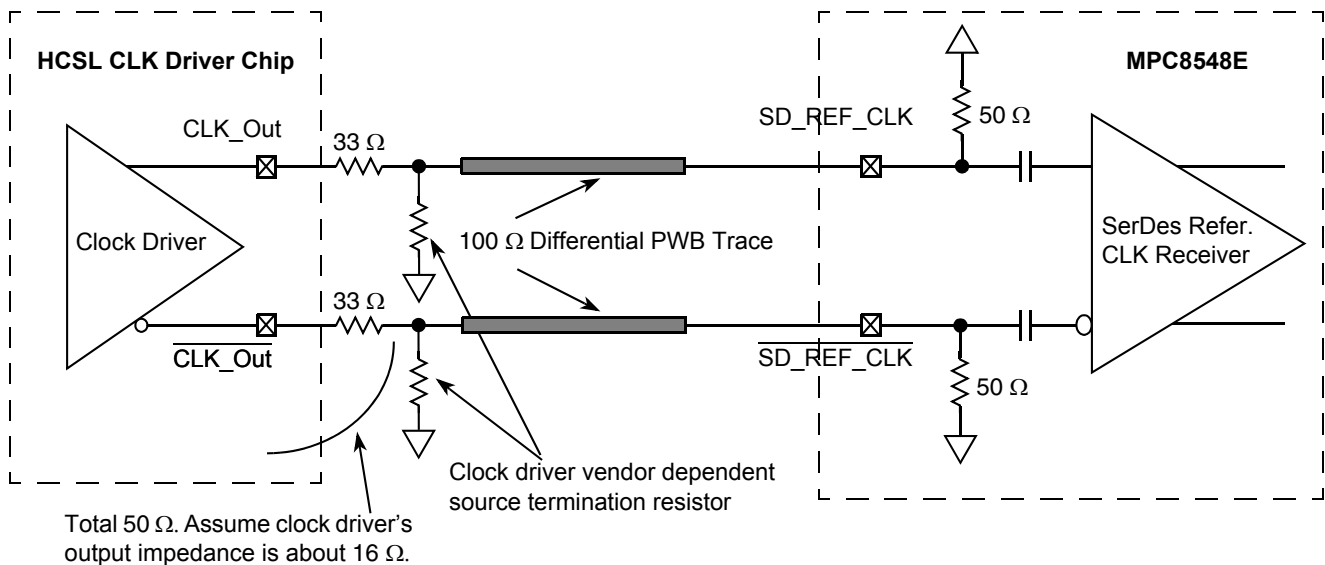 HCSL CLK Driver Chip
MPC8548E
CLK_Out
33 Ω
SD_REF_CLK
50 Ω
Clock Driver
100 Ω Differential PWB Trace
SerDes Refer.
CLK Receiver
33 Ω
CLK_Out
SD_REF_CLK
50 Ω
Clock driver vendor dependent
source termination resistor
Total 50 Ω. Assume clock driver's
output impedance is about 16 Ω.